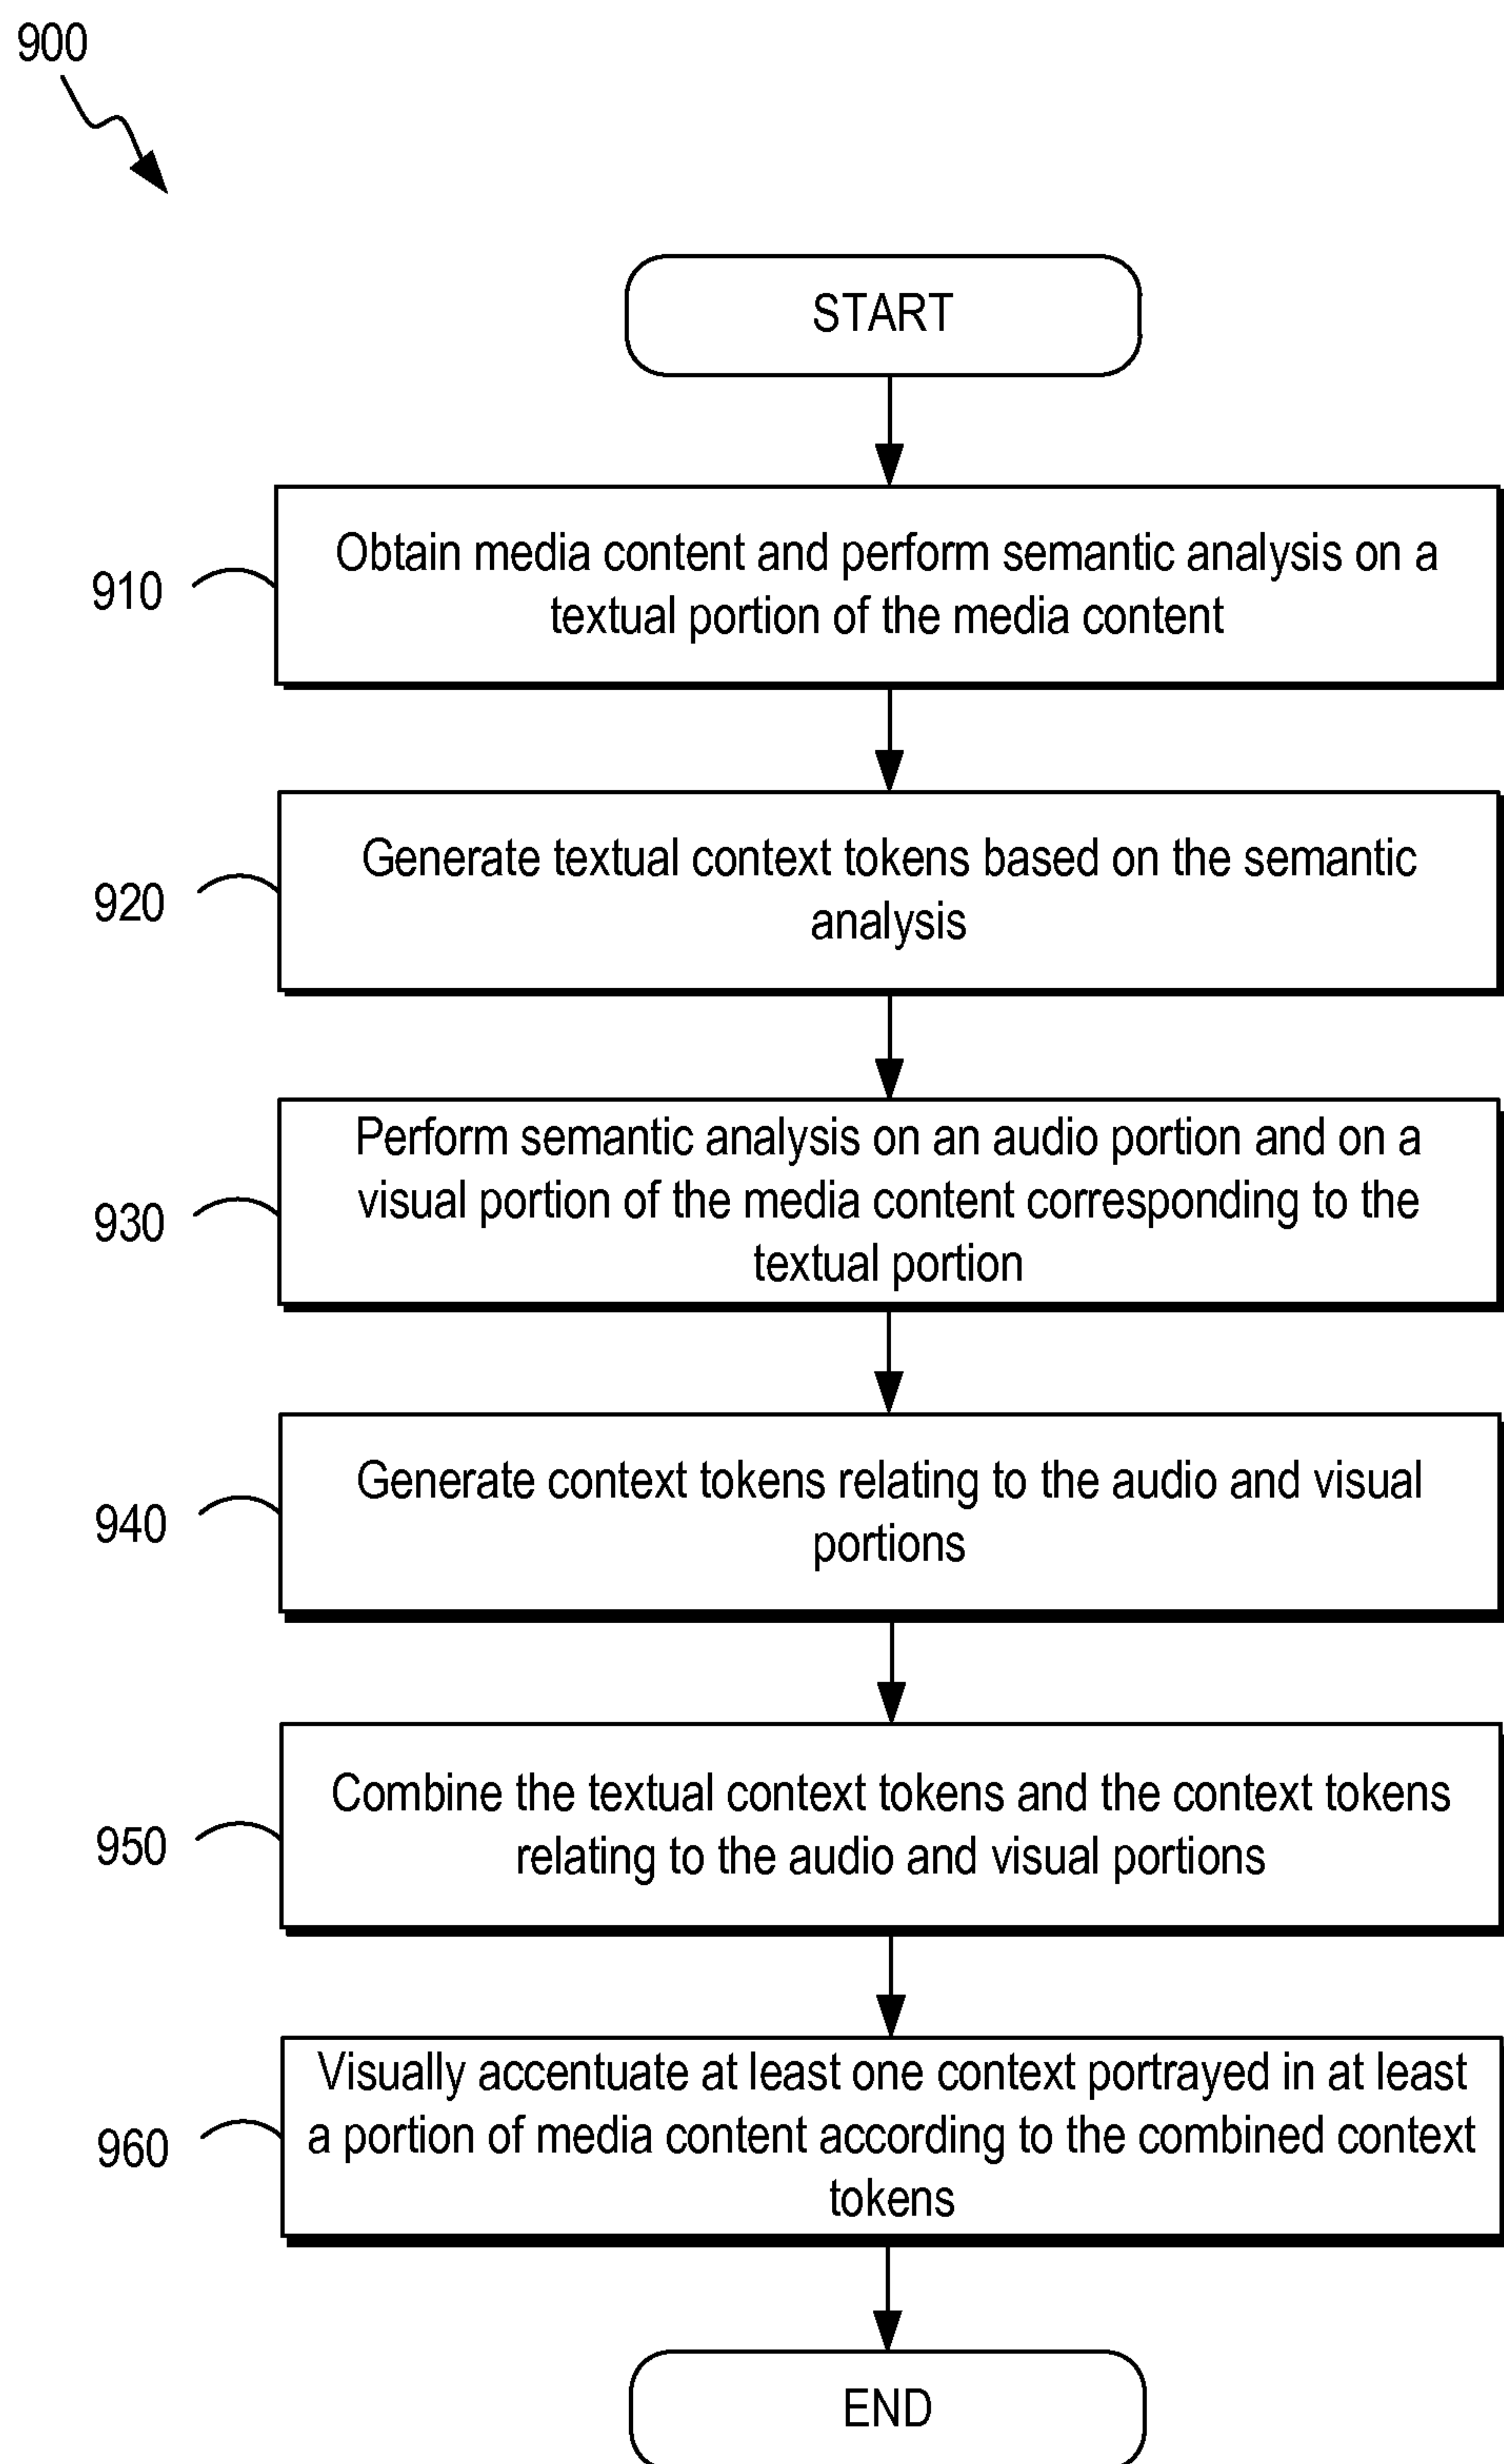 900
START
910
Obtain media content and perform semantic analysis on a
textual portion of the media content
920
Generate textual context tokens based on the semantic
analysis
930
Perform semantic analysis on an audio portion and on a
visual portion of the media content corresponding to the
textual portion
940
Generate context tokens relating to the audio and visual
portions
950
Combine the textual context tokens and the context tokens
relating to the audio and visual portions
960
Visually accentuate at least one context portrayed in at least
a portion of media content according to the combined context
tokens
END